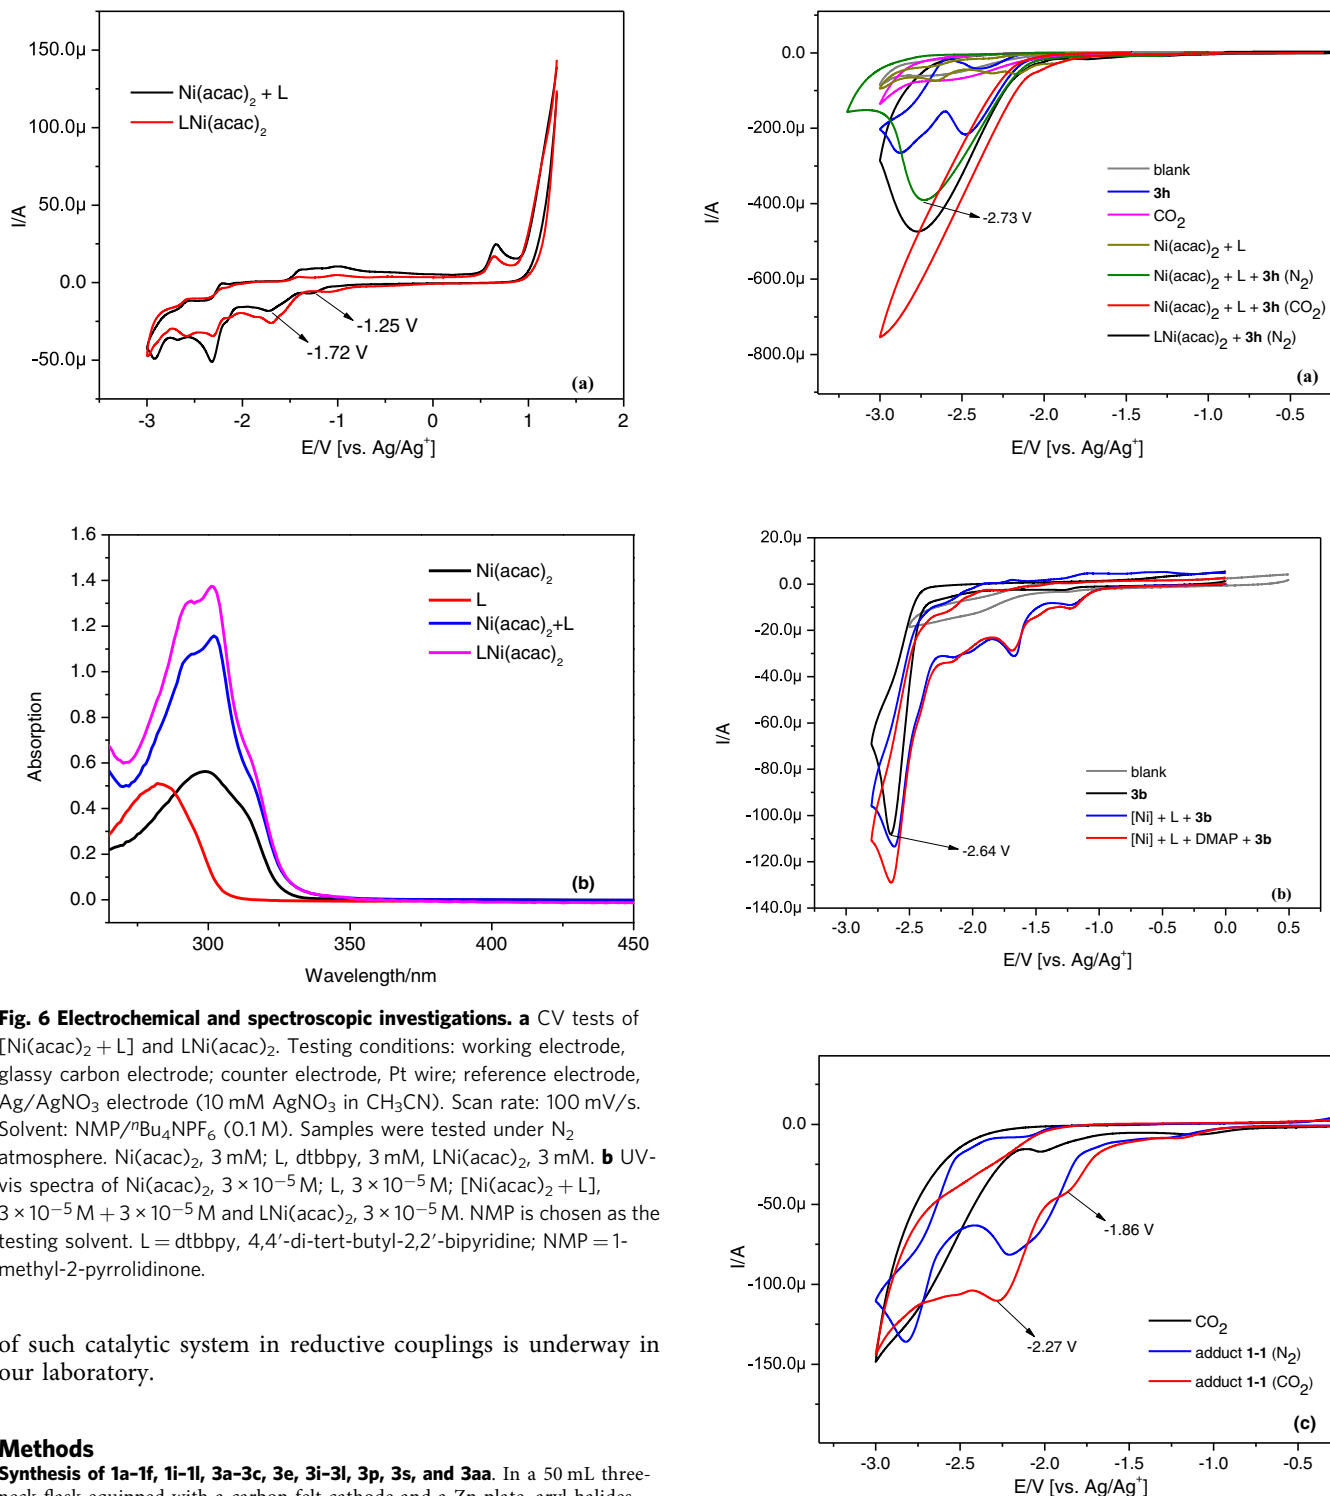 150.0µ
100.0µ
50.0µ
0.0
-50.0µ
I/A
Ni(acac)₂ + L
LNi(acac)₂
-1.25 V
-1.72 V
(a)
-3 -2 -1 0 1 2
E/V [vs. Ag/Ag⁺]
1.6
1.4
1.2
1.0
0.8
0.6
0.4
0.2
0.0
Absorption
Ni(acac)₂
L
Ni(acac)₂+L
LNi(acac)₂
(b)
300 350 400 450
Wavelength/nm
Fig. 6 Electrochemical and spectroscopic investigations. a CV tests of
[Ni(acac)₂ + L] and LNi(acac)₂. Testing conditions: working electrode,
glassy carbon electrode; counter electrode, Pt wire; reference electrode,
Ag/AgNO₃ electrode (10 mM AgNO₃ in CH₃CN). Scan rate: 100 mV/s.
Solvent: NMP/ⁿBu₄NPF₆ (0.1 M). Samples were tested under N₂
atmosphere. Ni(acac)₂, 3 mM; L, dtbbpy, 3 mM, LNi(acac)₂, 3 mM. b UV-
vis spectra of Ni(acac)₂, 3 × 10⁻⁵ M; L, 3 × 10⁻⁵ M; [Ni(acac)₂ + L],
3 × 10⁻⁵ M + 3 × 10⁻⁵ M and LNi(acac)₂, 3 × 10⁻⁵ M. NMP is chosen as the
testing solvent. L = dtbbpy, 4,4′-di-tert-butyl-2,2′-bipyridine; NMP = 1-
methyl-2-pyrrolidinone.
of such catalytic system in reductive couplings is underway in
our laboratory.
Methods
Synthesis of 1a–1f, 1i–1l, 3a–3c, 3e, 3i–3l, 3p, 3s, and 3aa. In a 50 mL three-
neck flask equipped with a carbon felt cathode and a Zn plate, aryl halides
0.0
-200.0µ
-400.0µ
-600.0µ
-800.0µ
I/A
-2.73 V
blank
3h
CO₂
Ni(acac)₂ + L
Ni(acac)₂ + L + 3h (N₂)
Ni(acac)₂ + L + 3h (CO₂)
LNi(acac)₂ + 3h (N₂)
(a)
-3.0 -2.5 -2.0 -1.5 -1.0 -0.5
E/V [vs. Ag/Ag⁺]
20.0µ
0.0
-20.0µ
-40.0µ
-60.0µ
-80.0µ
-100.0µ
-120.0µ
-140.0µ
I/A
-2.64 V
blank
3b
[Ni] + L + 3b
[Ni] + L + DMAP + 3b
(b)
-3.0 -2.5 -2.0 -1.5 -1.0 -0.5 0.0 0.5
E/V [vs. Ag/Ag⁺]
0.0
-50.0µ
-100.0µ
-150.0µ
I/A
-1.86 V
-2.27 V
CO₂
adduct 1-1 (N₂)
adduct 1-1 (CO₂)
(c)
-3.0 -2.5 -2.0 -1.5 -1.0 -0.5
E/V [vs. Ag/Ag⁺]